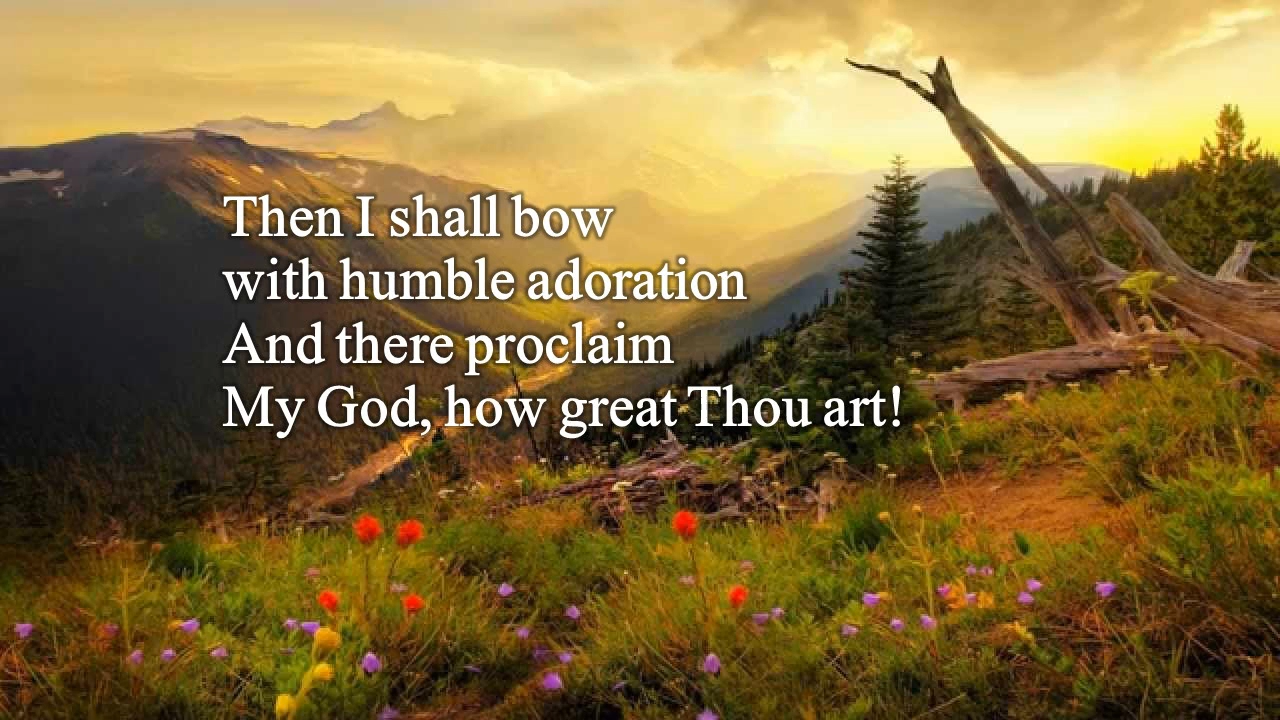 Then I shall bow
with humble adoration
And there proclaim
My God, how great Thou art!